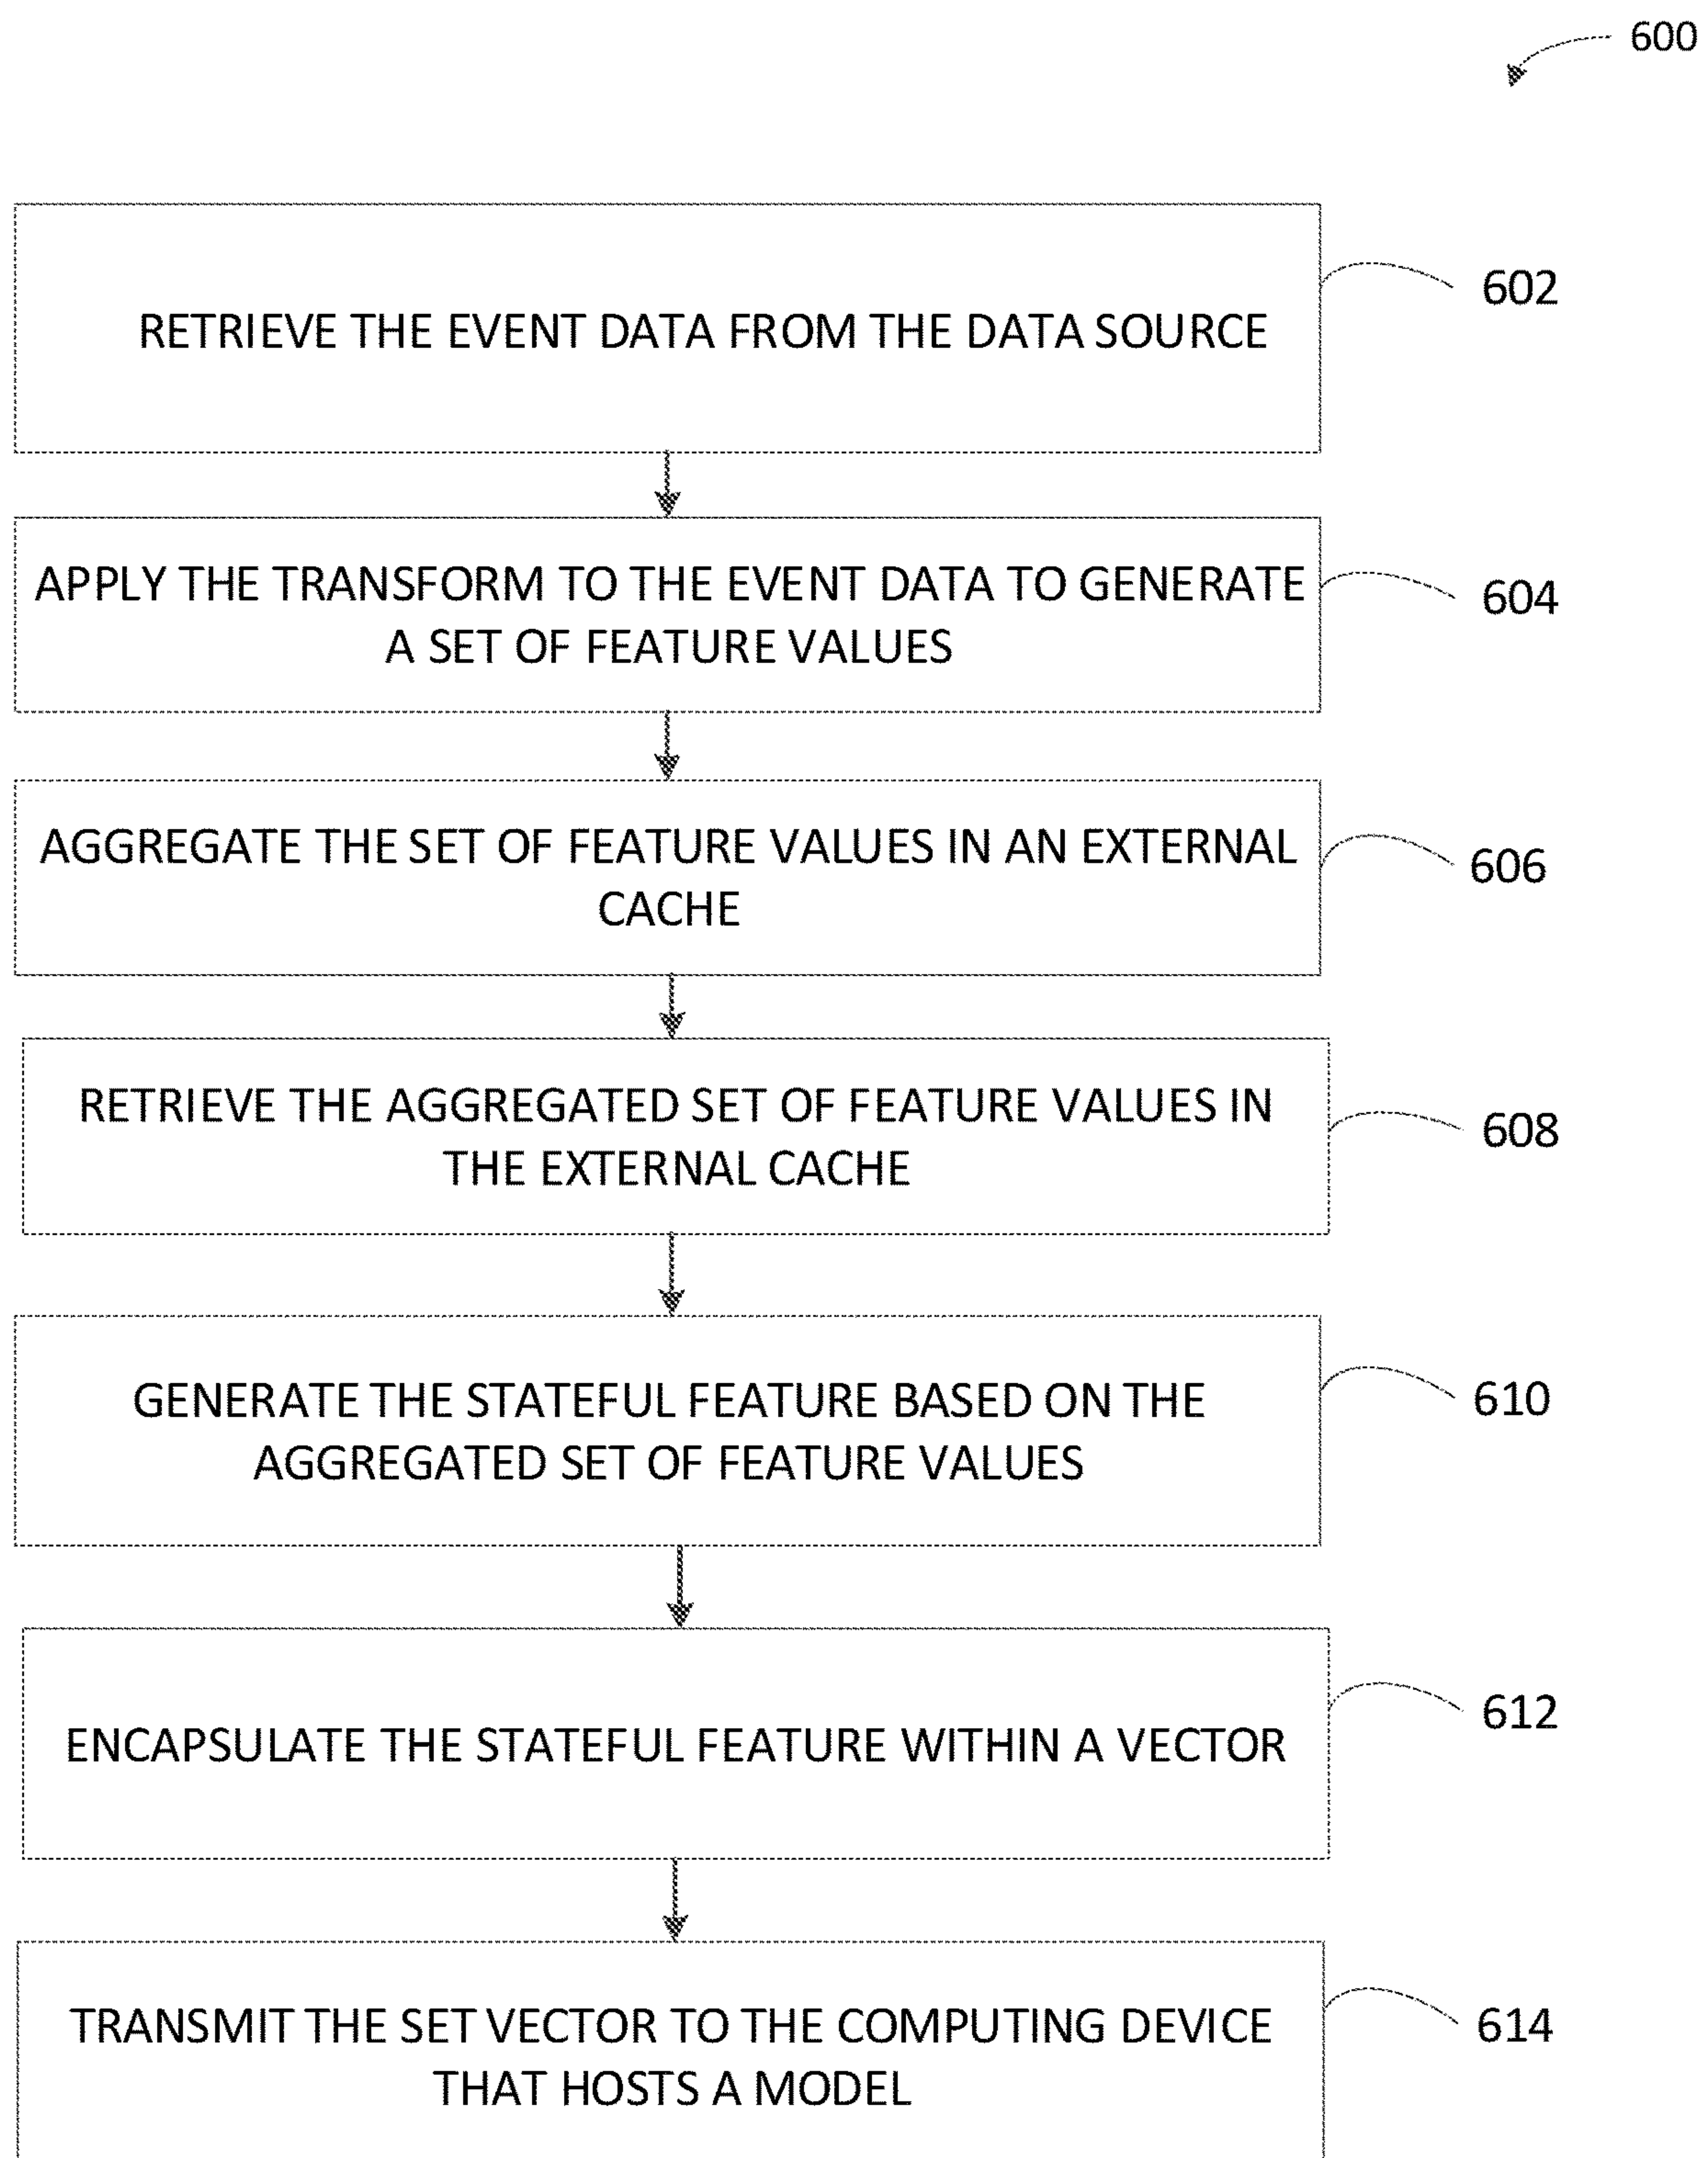 600
RETRIEVE THE EVENT DATA FROM THE DATA SOURCE
602
APPLY THE TRANSFORM TO THE EVENT DATA TO GENERATE
A SET OF FEATURE VALUES
604
AGGREGATE THE SET OF FEATURE VALUES IN AN EXTERNAL
CACHE
606
RETRIEVE THE AGGREGATED SET OF FEATURE VALUES IN
THE EXTERNAL CACHE
608
GENERATE THE STATEFUL FEATURE BASED ON THE
AGGREGATED SET OF FEATURE VALUES
610
ENCAPSULATE THE STATEFUL FEATURE WITHIN A VECTOR
612
TRANSMIT THE SET VECTOR TO THE COMPUTING DEVICE
THAT HOSTS A MODEL
614